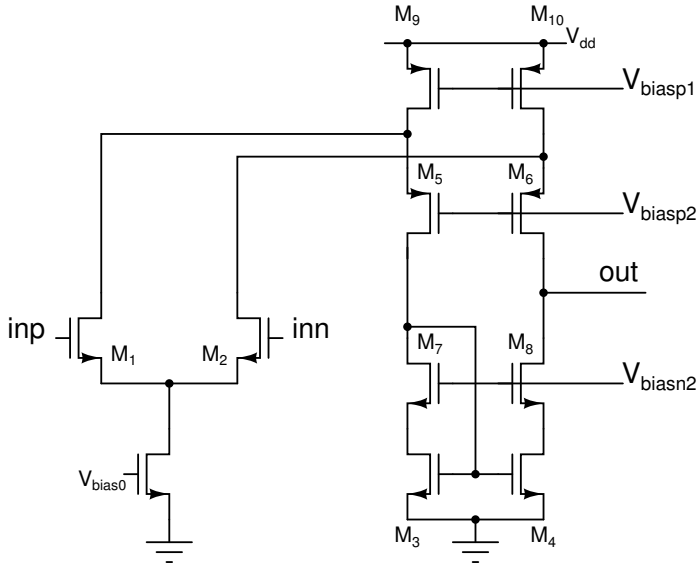 M9 M10
Vdd
Vbiasp1
M5 M6
Vbiasp2
out
inp M1 M2 inn
M7 M8
Vbiasn2
Vbias0
M3 M4